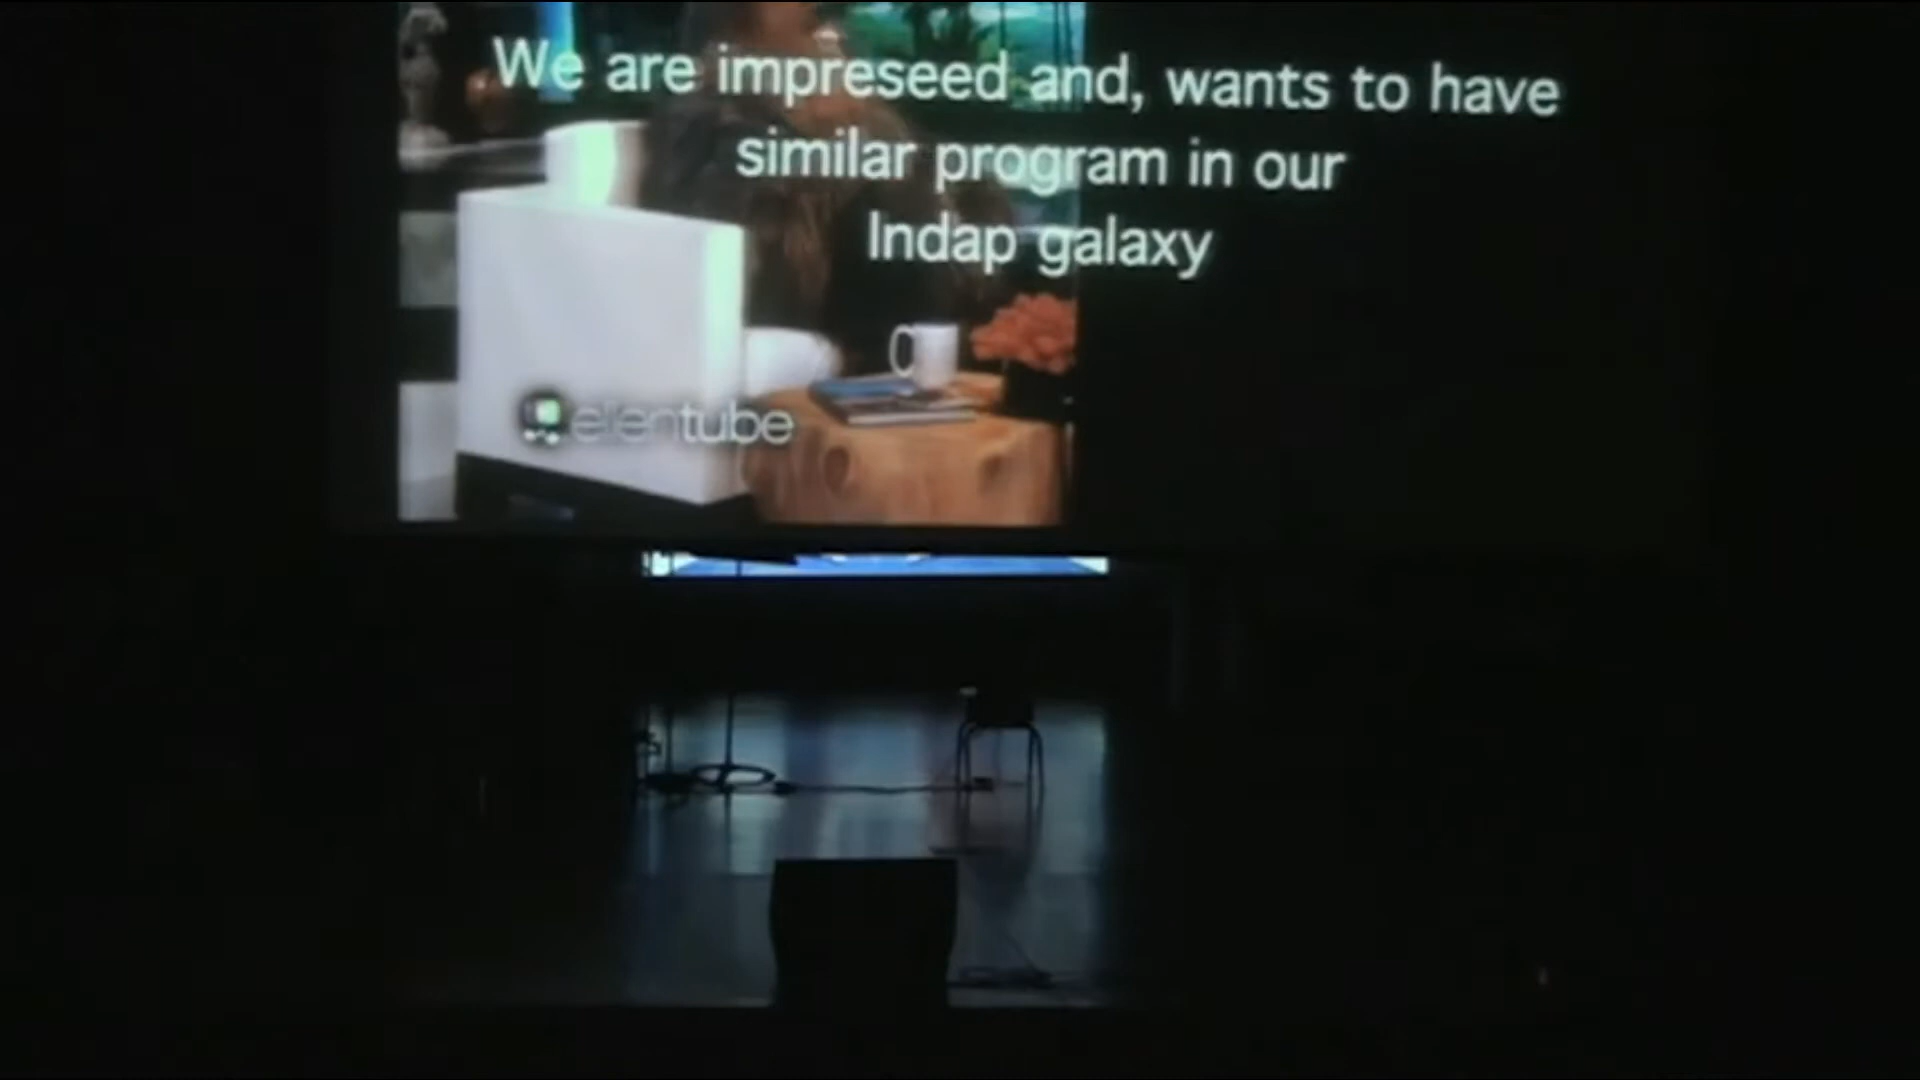 We are impreseed and, wants to have
similar program in our
Indap galaxy
ellentube